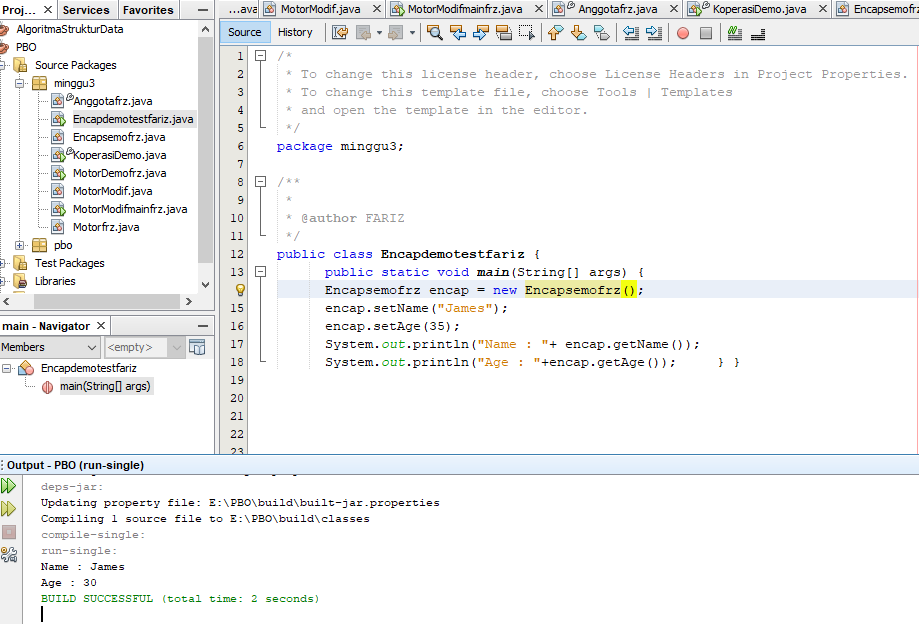 Proj...
Services
Favorites
AlgoritmaStrukturData
PBO
Source Packages
minggu3
Anggotafrz.java
Encapdemotestfariz.java
Encapsemofrz.java
KoperasiDemo.java
MotorDemofrz.java
MotorModif.java
MotorModifmainfrz.java
Motorfrz.java
pbo
Test Packages
Libraries
main - Navigator
Members
<empty>
Encapdemotestfariz
main(String[] args)
...ava
MotorModif.java
MotorModifmainfrz.java
Anggotafrz.java
KoperasiDemo.java
Encapsemofrz
Source
History
1 /*
2 * To change this license header, choose License Headers in Project Properties.
3 * To change this template file, choose Tools | Templates
4 * and open the template in the editor.
5 */
6 package minggu3;
7
8 /**
9 *
10 * @author FARIZ
11 */
12 public class Encapdemotestfariz {
13 public static void main(String[] args) {
Encapsemofrz encap = new Encapsemofrz();
15 encap.setName("James");
16 encap.setAge(35);
17 System.out.println("Name : "+ encap.getName());
18 System.out.println("Age : "+encap.getAge()); } }
19
20
21
22
23
Output - PBO (run-single)
deps-jar:
Updating property file: E:\PBO\build\built-jar.properties
Compiling 1 source file to E:\PBO\build\classes
compile-single:
run-single:
Name : James
Age : 30
BUILD SUCCESSFUL (total time: 2 seconds)